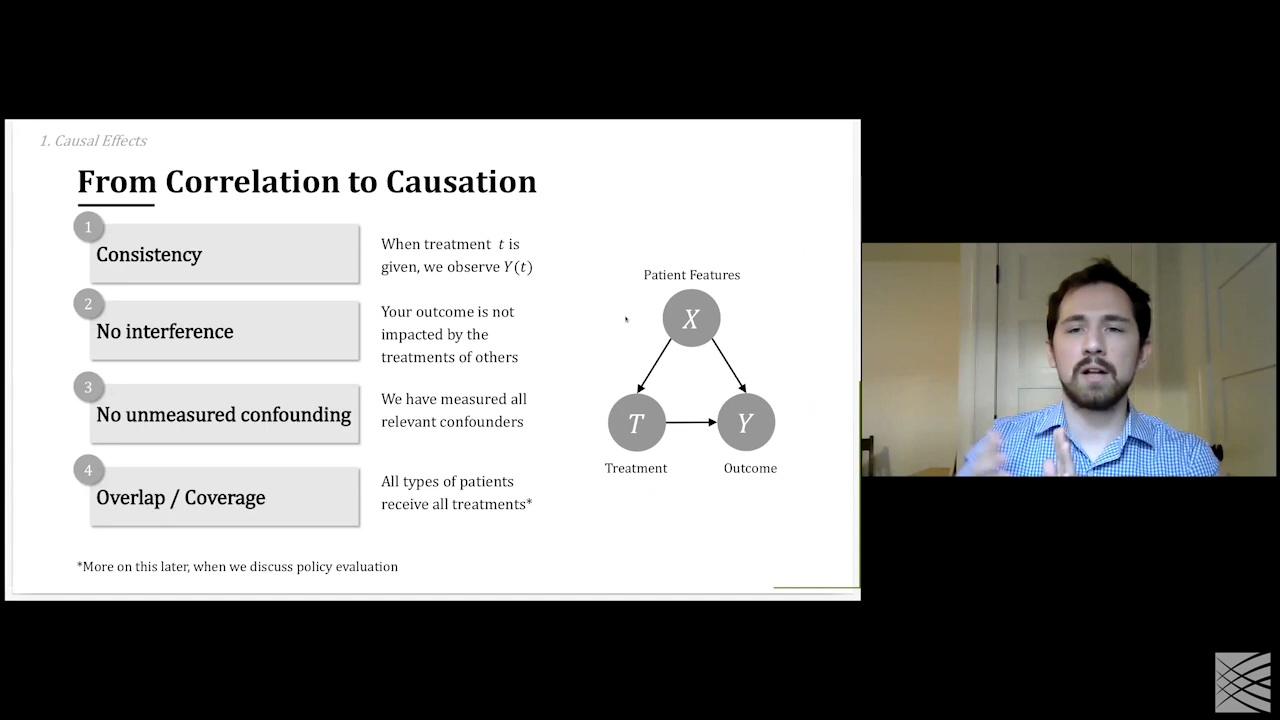 1. Causal Effects
From Correlation to Causation
1
Consistency
When treatment t is
given, we observe Y(t)
2
No interference
Your outcome is not
impacted by the
treatments of others
3
No unmeasured confounding
We have measured all
relevant confounders
4
Overlap / Coverage
All types of patients
receive all treatments*
*More on this later, when we discuss policy evaluation
Patient Features
X
T
Y
Treatment
Outcome